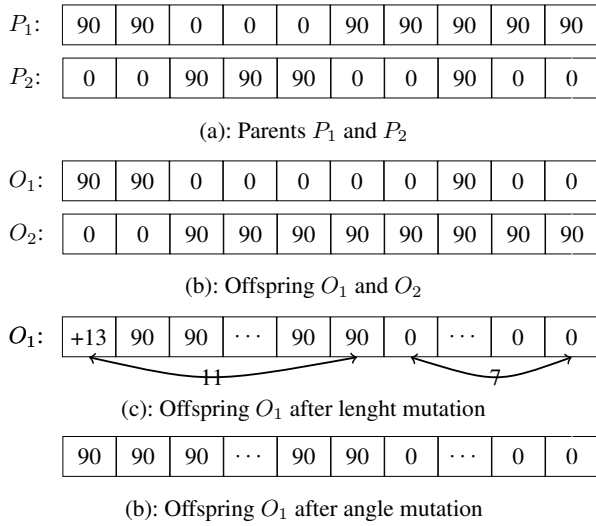 P1: 90 90 0 0 0 90 90 90 90 90
P2: 0 0 90 90 90 0 0 90 0 0
(a): Parents P1 and P2
O1: 90 90 0 0 0 0 0 90 0 0
O2: 0 0 90 90 90 90 90 90 90 90
(b): Offspring O1 and O2
O1: +13 90 90 ··· 90 90 0 ··· 0 0
11 7
(c): Offspring O1 after lenght mutation
90 90 90 ··· 90 90 0 ··· 0 0
(b): Offspring O1 after angle mutation